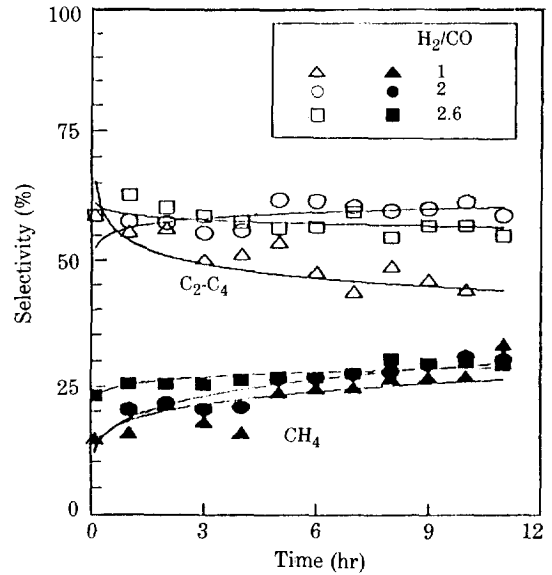 100
75
50
25
0
Selectivity (%)
H₂/CO
1
2
2.6
C₂-C₄
CH₄
0 3 6 9 12
Time (hr)